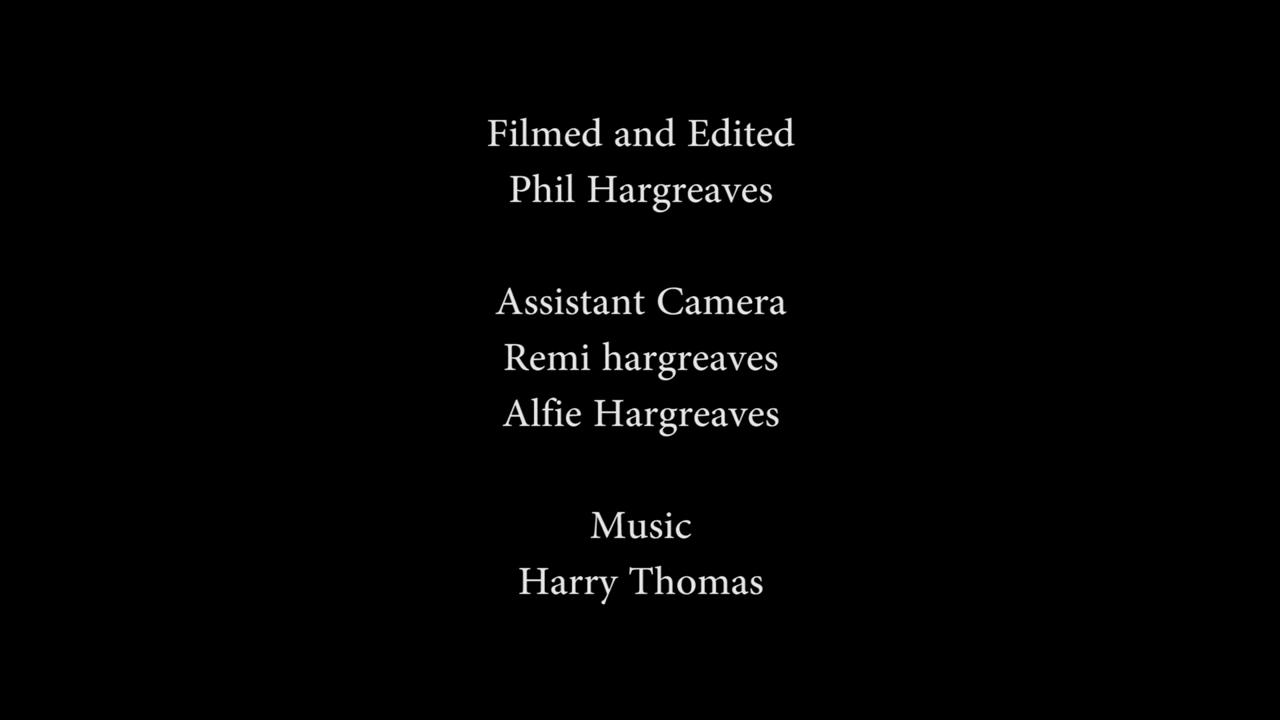 Filmed and Edited
Phil Hargreaves
Assistant Camera
Remi hargreaves
Alfie Hargreaves
Music
Harry Thomas